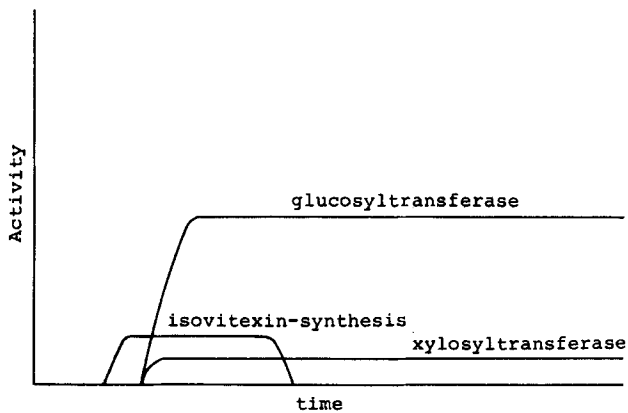 Activity
glucosyltransferase
isovitexin-synthesis
xylosyltransferase
time